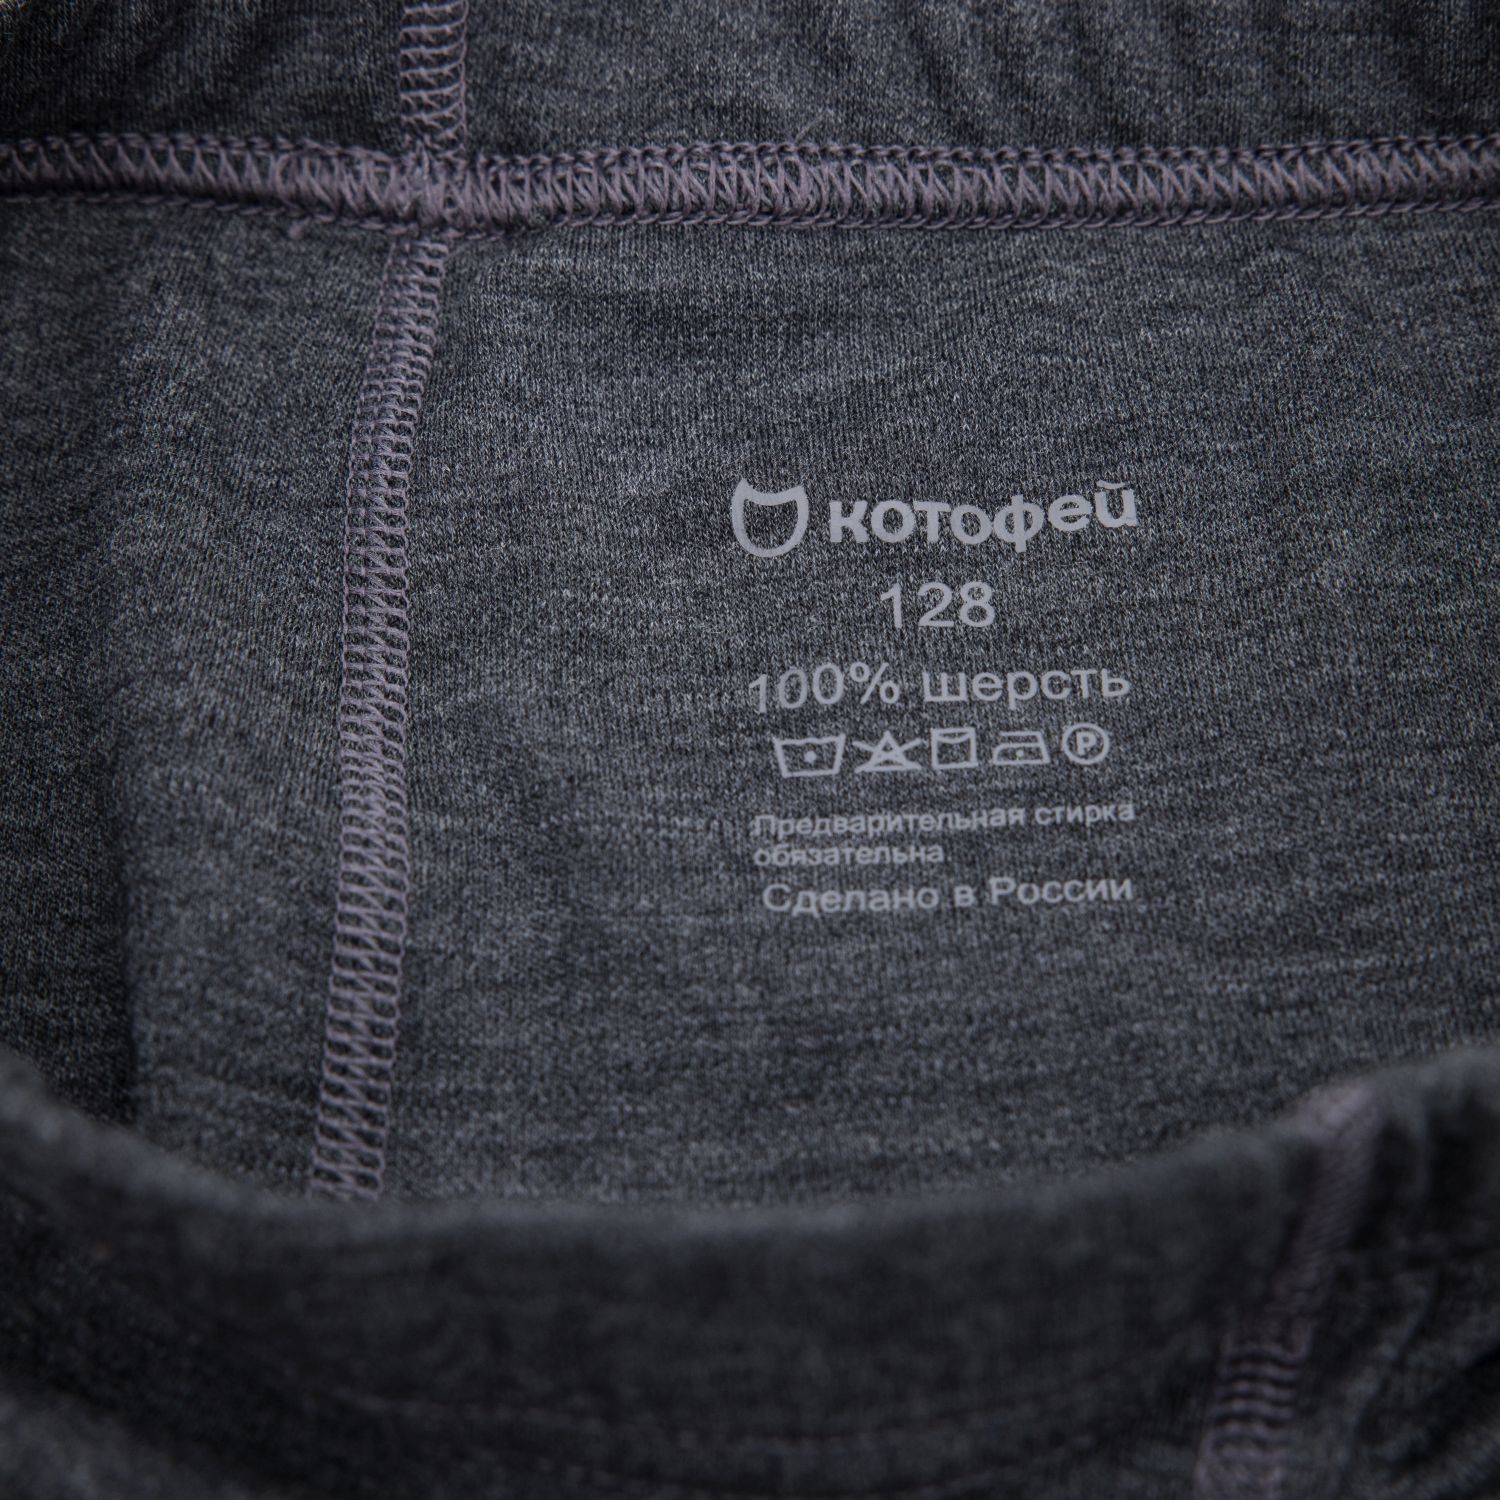 котофей
128
100% шерсть
P
Предварительная стирка
обязательна.
Сделано в России